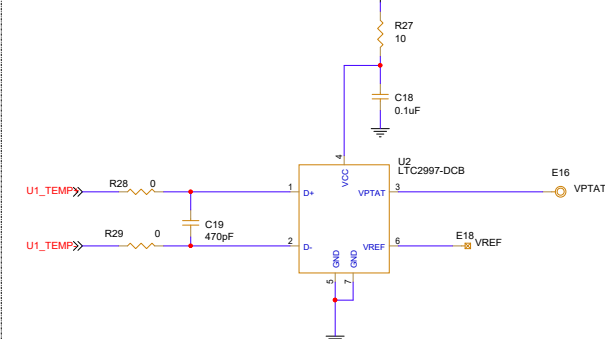 R27
10
C18
0.1uF
U2
LTC2997-DCB
4
VCC
E16
R28 0
U1_TEMP
1 D+
VPTAT 3
VPTAT
C19
470pF
R29 0
U1_TEMP
2 D-
VREF 6
E18 VREF
GND GND
5 7